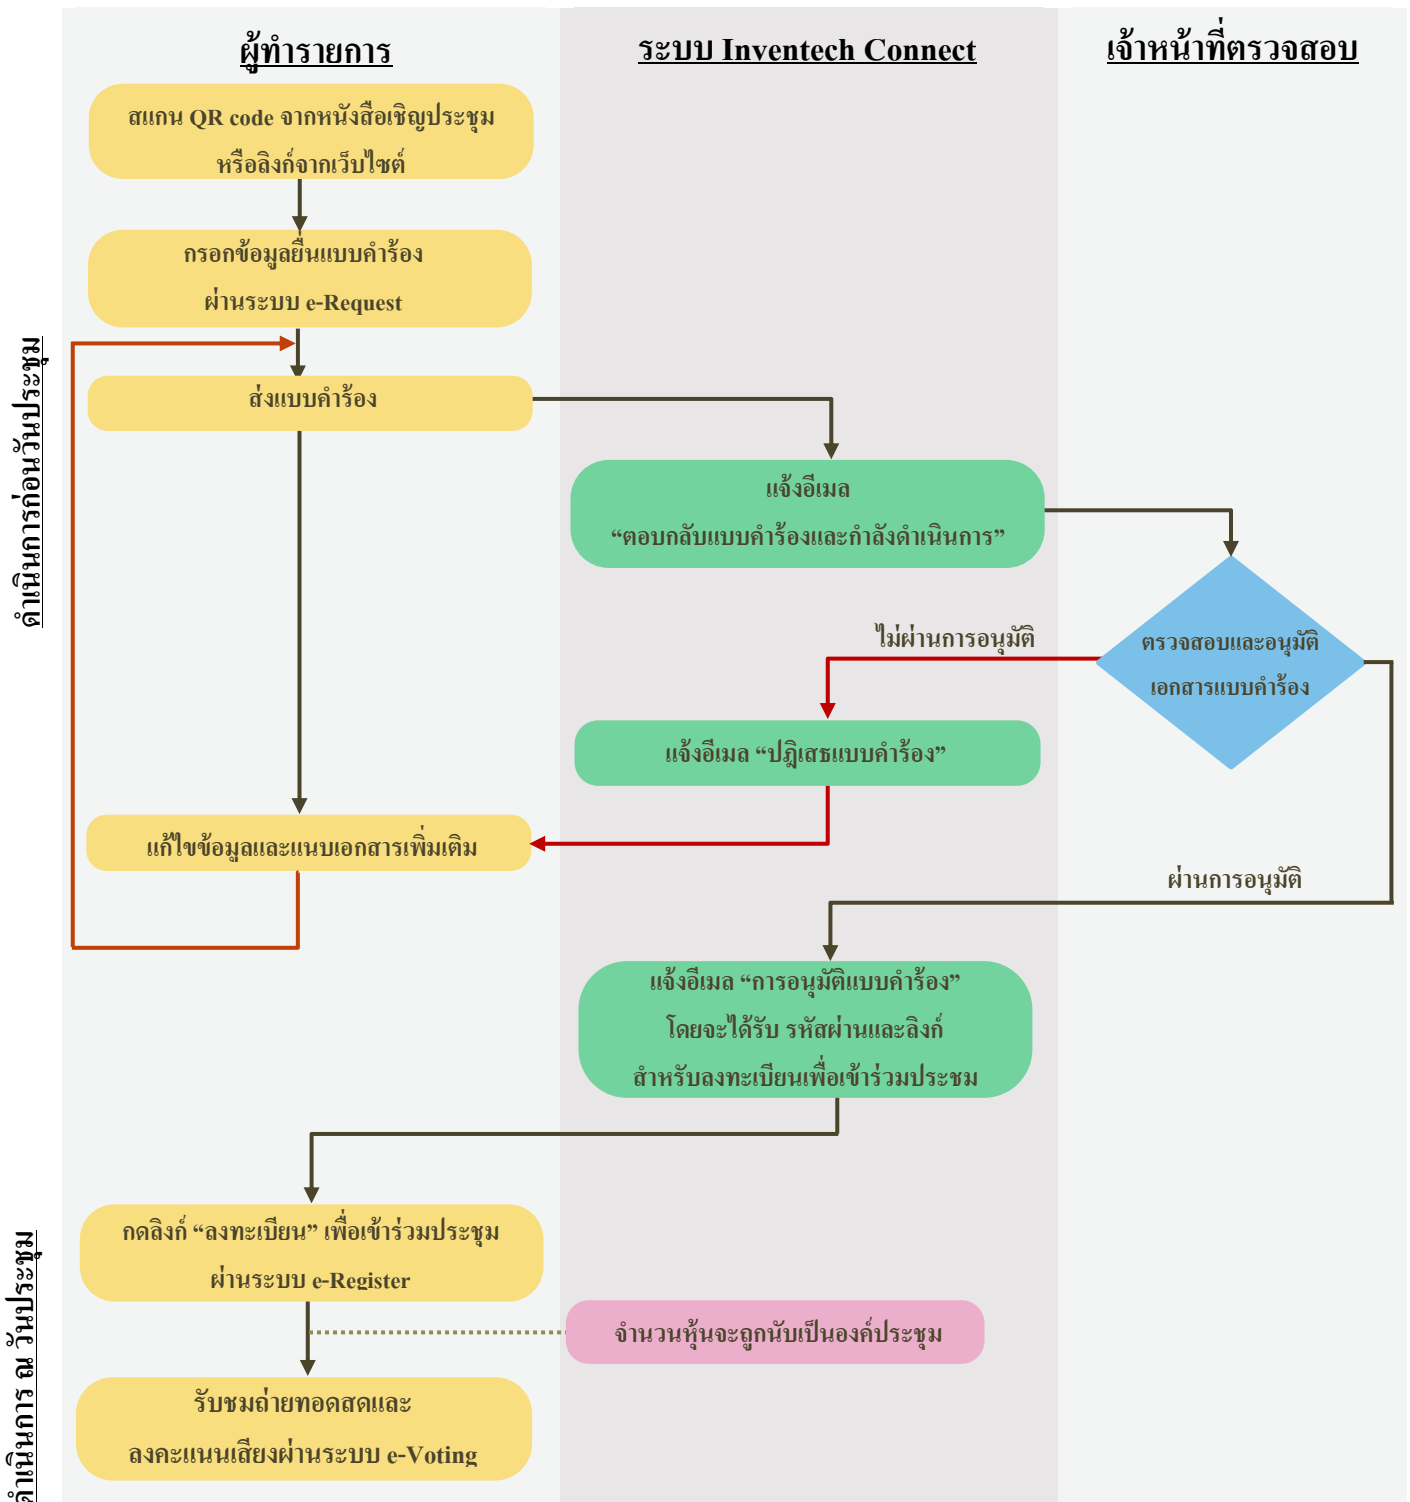 ผู้ทำรายการ
ระบบ Inventech Connect
เจ้าหน้าที่ตรวจสอบ
ดำเนินการก่อนวันประชุม
สแกน QR code จากหนังสือเชิญประชุม
หรือลิงก์จากเว็บไซต์
กรอกข้อมูลยื่นแบบคำร้อง
ผ่านระบบ e-Request
ส่งแบบคำร้อง
แจ้งอีเมล
“ตอบกลับแบบคำร้องและกำลังดำเนินการ”
ตรวจสอบและอนุมัติ
เอกสารแบบคำร้อง
ไม่ผ่านการอนุมัติ
แจ้งอีเมล “ปฎิเสธแบบคำร้อง”
แก้ไขข้อมูลและแนบเอกสารเพิ่มเติม
ผ่านการอนุมัติ
แจ้งอีเมล “การอนุมัติแบบคำร้อง”
โดยจะได้รับ รหัสผ่านและลิงก์
สำหรับลงทะเบียนเพื่อเข้าร่วมประชม
ดำเนินการ ณ วันประชุม
กดลิงก์ “ลงทะเบียน” เพื่อเข้าร่วมประชุม
ผ่านระบบ e-Register
จำนวนหุ้นจะถูกนับเป็นองค์ประชุม
รับชมถ่ายทอดสดและ
ลงคะแนนเสียงผ่านระบบ e-Voting